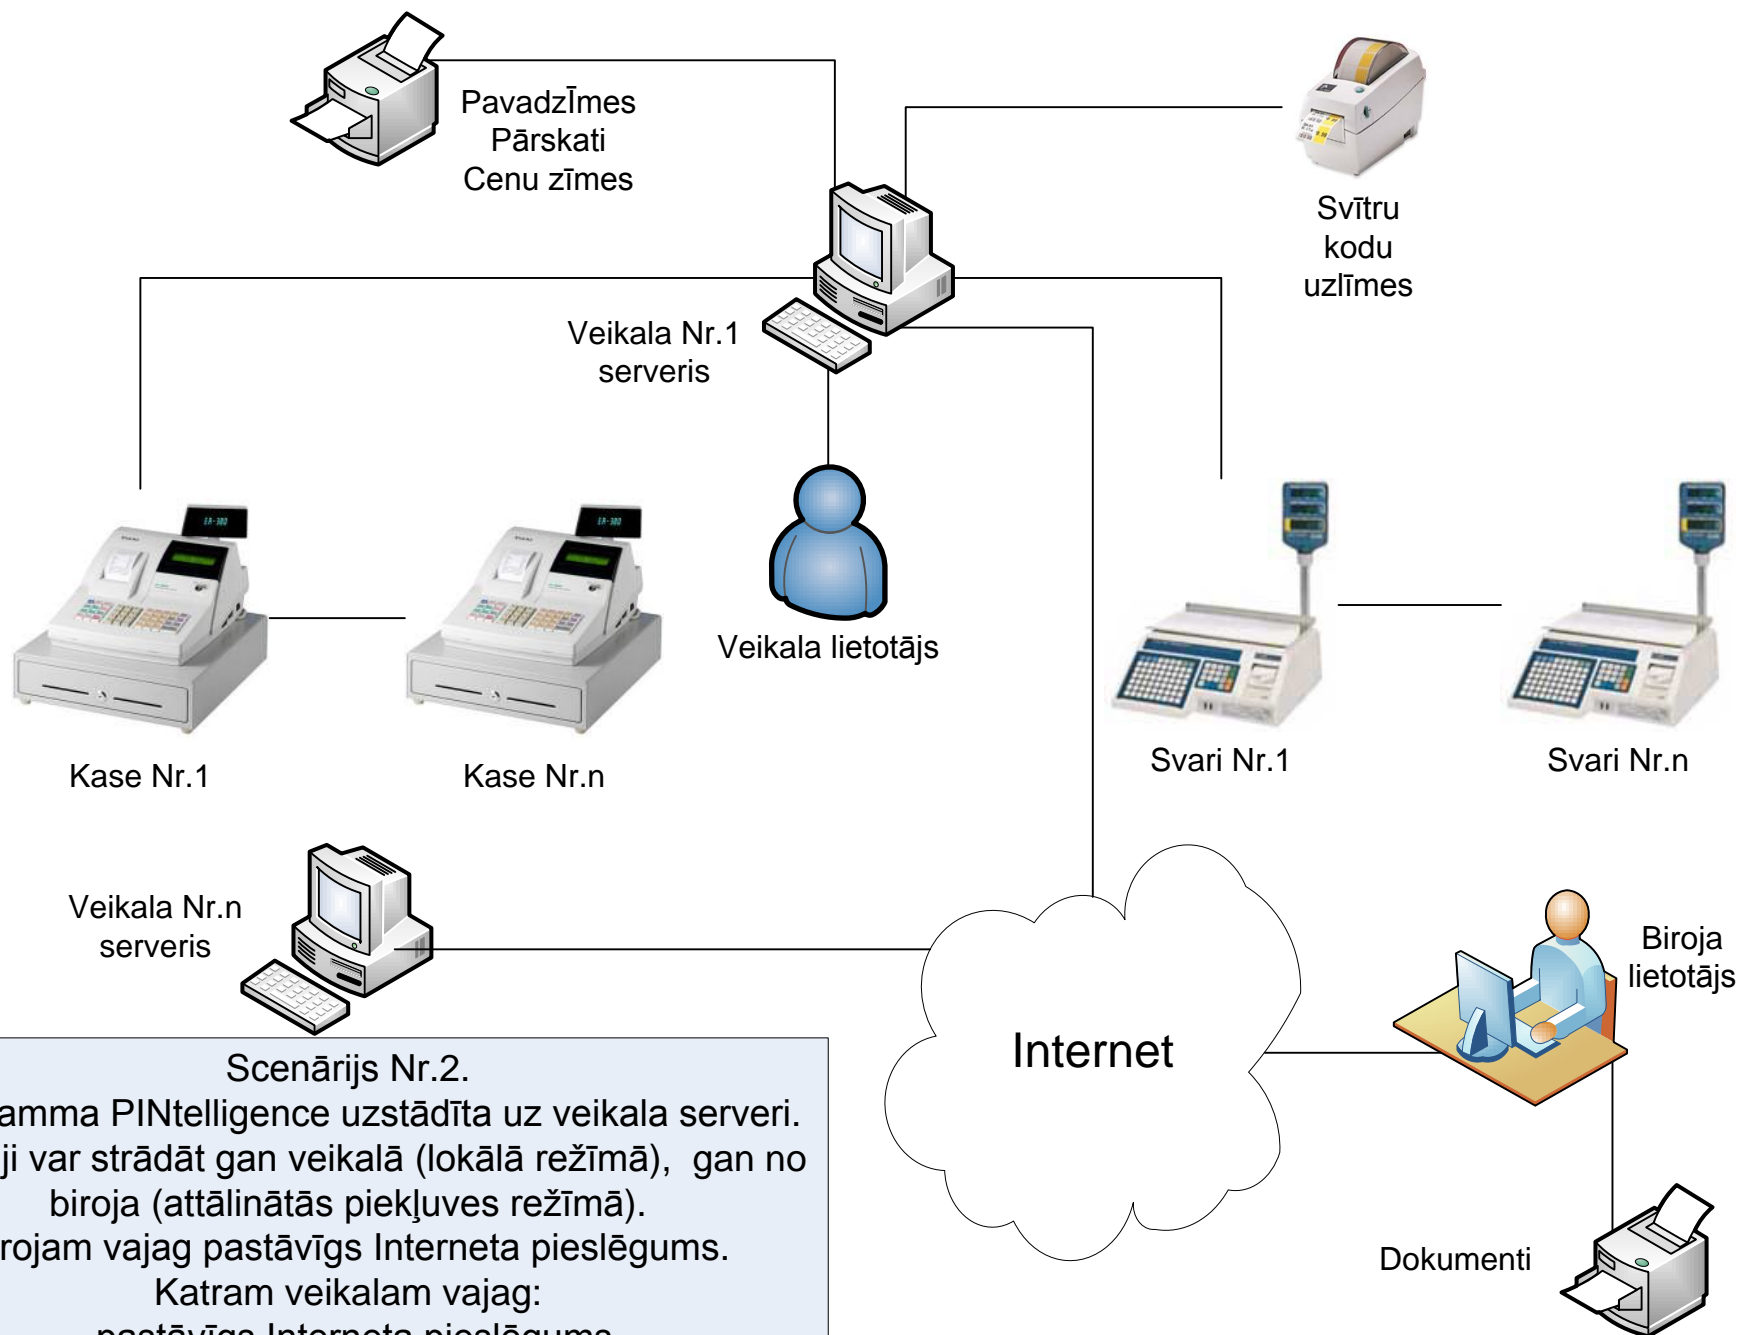 PavadzĪmes
Pārskati
Cenu zīmes
Svītru
kodu
uzlīmes
Veikala Nr.1
serveris
Veikala lietotājs
Kase Nr.1
Kase Nr.n
Svari Nr.1
Svari Nr.n
Veikala Nr.n
serveris
Internet
Biroja
lietotājs
Dokumenti
Scenārijs Nr.2.
amma PINtelligence uzstādīta uz veikala serveri.
ji var strādāt gan veikalā (lokālā režīmā), gan no
biroja (attālinātās piekļuves režīmā).
rojam vajag pastāvīgs Interneta pieslēgums.
Katram veikalam vajag:
pastāvīgs Interneta pieslēgums